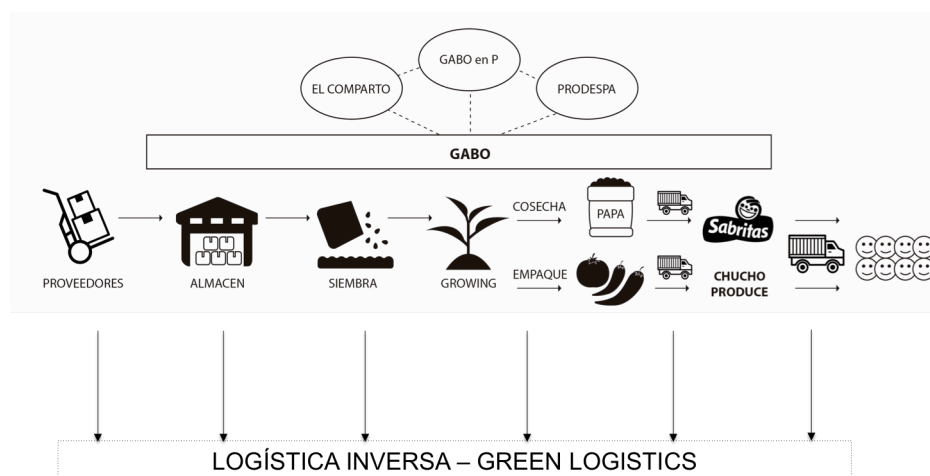 GABO en P
EL COMPARTO
PRODESPA
GABO
COSECHA
PAPA
Sabritas
PROVEEDORES
ALMACEN
SIEMBRA
GROWING
EMPAQUE
CHUCHO
PRODUCE
LOGÍSTICA INVERSA – GREEN LOGISTICS